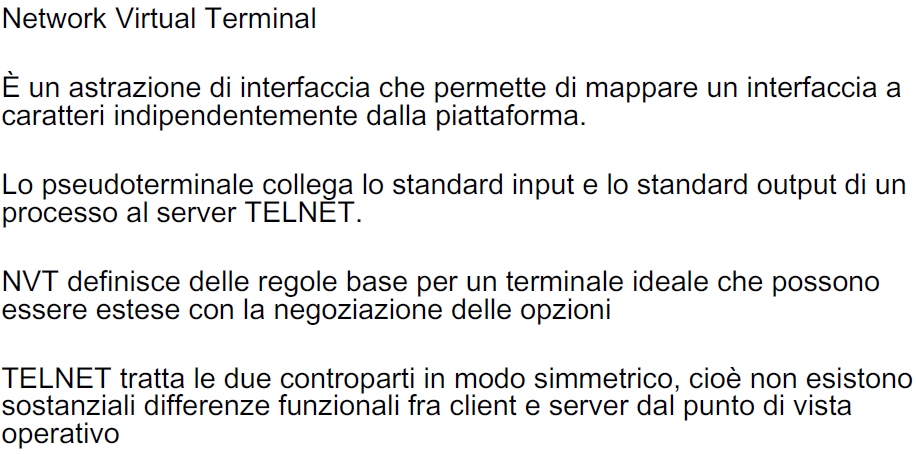 Network Virtual Terminal
È un astrazione di interfaccia che permette di mappare un interfaccia a
caratteri indipendentemente dalla piattaforma.
Lo pseudoterminale collega lo standard input e lo standard output di un
processo al server TELNET.
NVT definisce delle regole base per un terminale ideale che possono
essere estese con la negoziazione delle opzioni
TELNET tratta le due controparti in modo simmetrico, cioè non esistono
sostanziali differenze funzionali fra client e server dal punto di vista
operativo